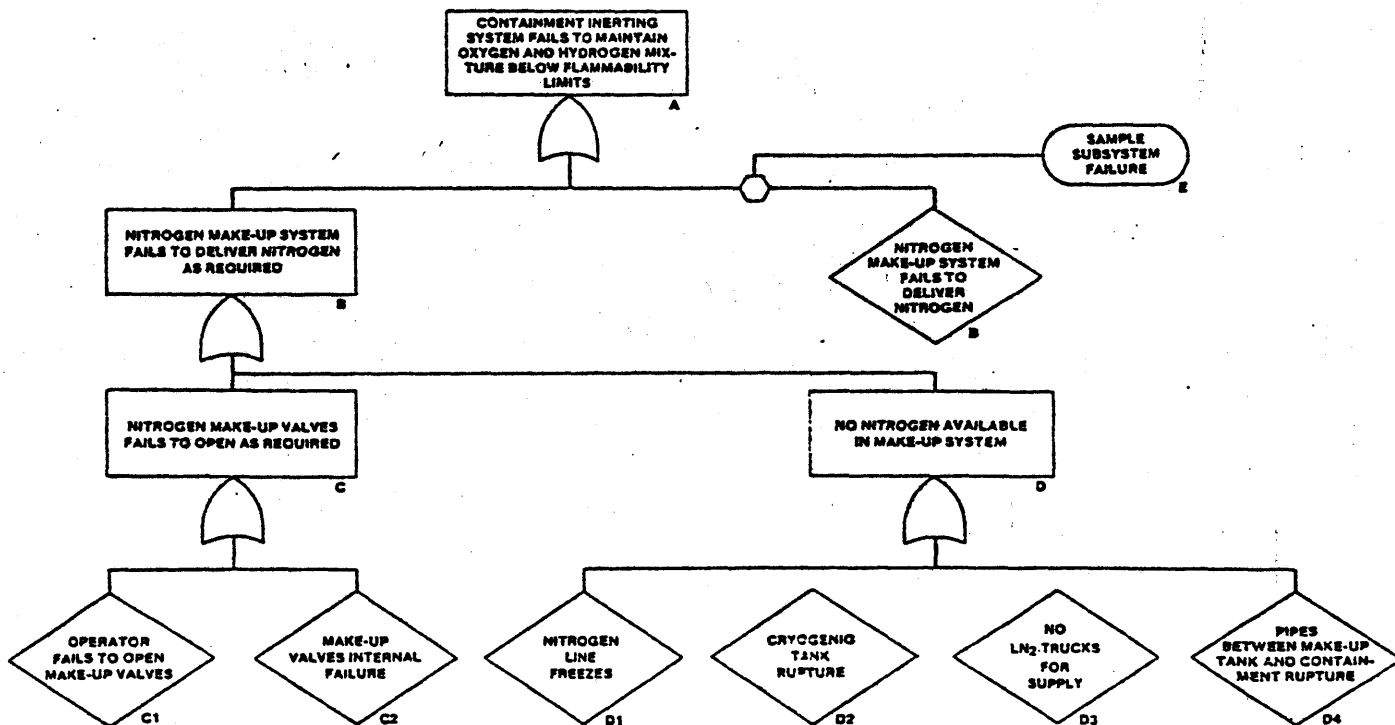 CONTAINMENT INERTING
SYSTEM FAILS TO MAINTAIN
OXYGEN AND HYDROGEN MIX-
TURE BELOW FLAMMABILITY
LIMITS
A
SAMPLE
SUBSYSTEM
FAILURE
E
NITROGEN MAKE-UP SYSTEM
FAILS TO DELIVER NITROGEN
AS REQUIRED
B
NITROGEN
MAKE-UP SYSTEM
FAILS TO
DELIVER
NITROGEN
B
NITROGEN MAKE-UP VALVES
FAILS TO OPEN AS REQUIRED
C
NO NITROGEN AVAILABLE
IN MAKE-UP SYSTEM
D
OPERATOR
FAILS TO OPEN
MAKE-UP VALVES
C1
MAKE-UP
VALVES INTERNAL
FAILURE
C2
NITROGEN
LINE
FREEZES
D1
CRYOGENIG
TANK
RUPTURE
D2
NO
LN₂-TRUCKS
FOR
SUPPLY
D3
PIPES
BETWEEN MAKE-UP
TANK AND CONTAIN-
MENT RUPTURE
D4